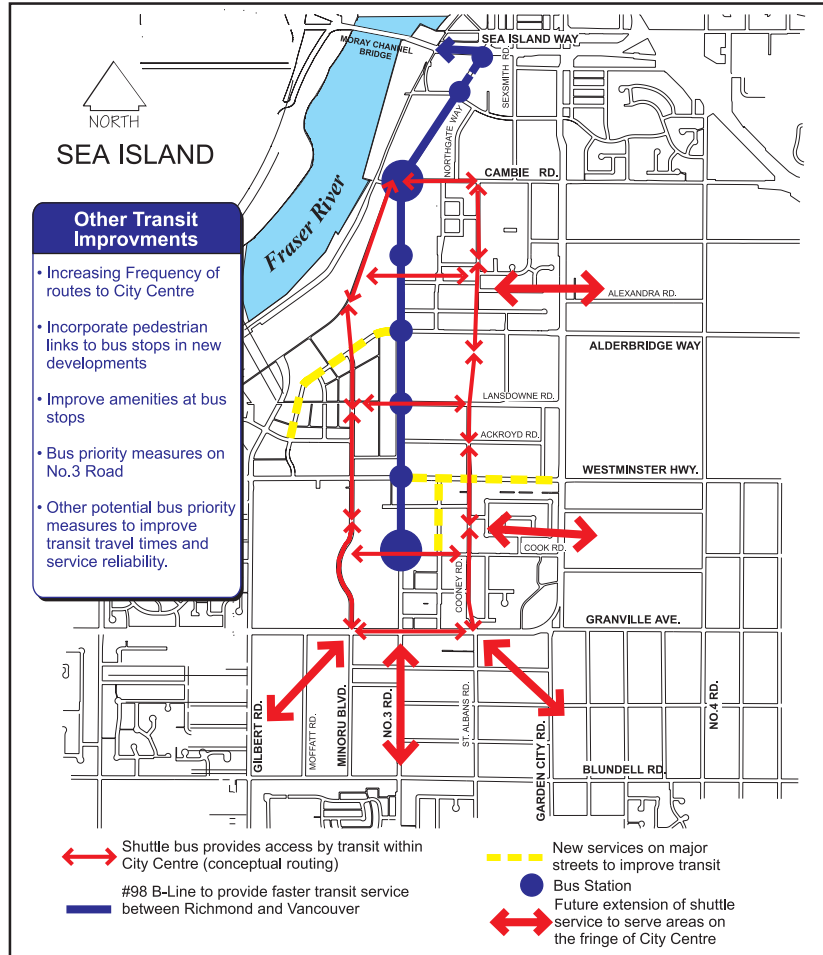 SEA ISLAND WAY
MORAY CHANNEL
BRIDGE
SEXSMITH RD.
NORTH
SEA ISLAND
NORTHGATE WAY
CAMBIE RD.
Fraser River
Other Transit
Improvments
• Increasing Frequency of
routes to City Centre
• Incorporate pedestrian
links to bus stops in new
developments
• Improve amenities at bus
stops
• Bus priority measures on
No.3 Road
• Other potential bus priority
measures to improve
transit travel times and
service reliability.
ALEXANDRA RD.
ALDERBRIDGE WAY
LANSDOWNE RD.
ACKROYD RD.
WESTMINSTER HWY.
COOK RD.
COONEY RD.
GRANVILLE AVE.
GILBERT RD.
MOFFATT RD.
MINORU BLVD.
NO.3 RD.
ST. ALBANS RD.
GARDEN CITY RD.
NO.4 RD.
BLUNDELL RD.
Shuttle bus provides access by transit within
City Centre (conceptual routing)
#98 B-Line to provide faster transit service
between Richmond and Vancouver
New services on major
streets to improve transit
Bus Station
Future extension of shuttle
service to serve areas on
the fringe of City Centre